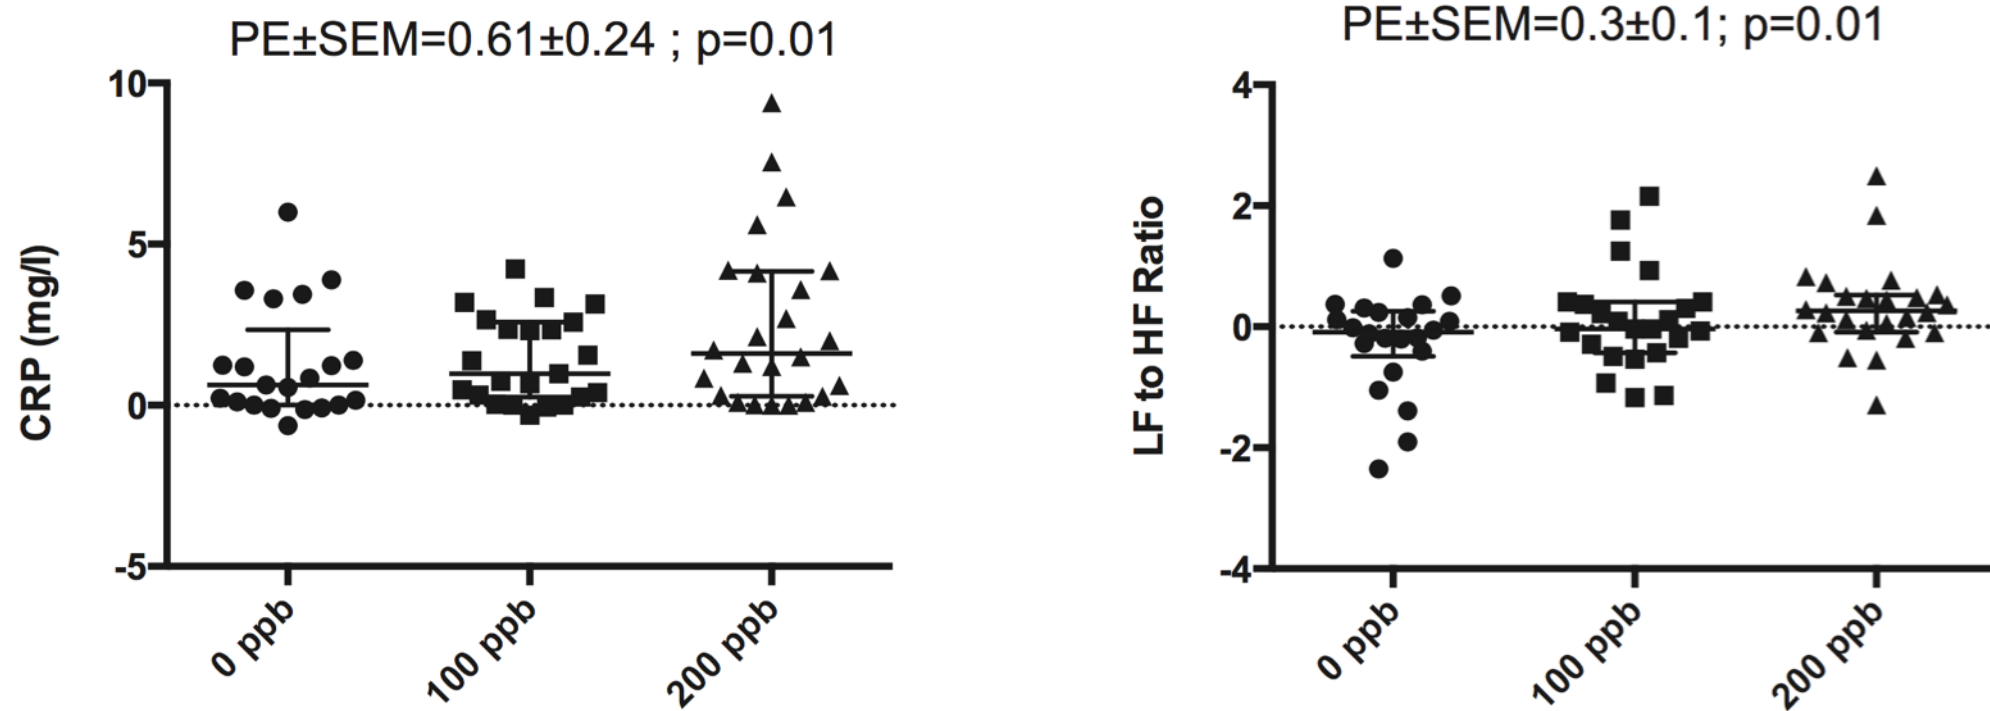 PE±SEM=0.61±0.24 ; p=0.01
10
5
0
-5
CRP (mg/l)
0 ppb
100 ppb
200 ppb
PE±SEM=0.3±0.1; p=0.01
4
2
0
-2
-4
LF to HF Ratio
0 ppb
100 ppb
200 ppb